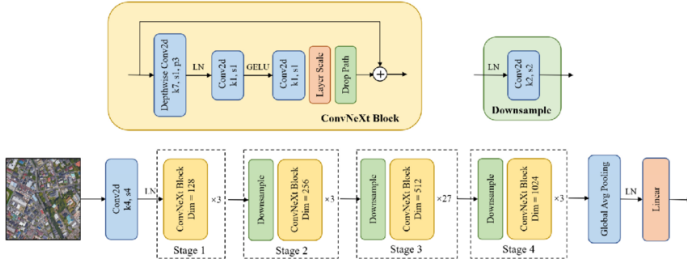 Depthwise Conv2d
k7, s1, p3
LN
Conv2d
k1, s1
GELU
Conv2d
k1, s1
Layer Scale
Drop Path
ConvNeXt Block
LN
Conv2d
k2, s2
Downsample
Conv2d
k4, s4
LN
ConvNeXt Block
Dim = 128
×3
Stage 1
Downsample
ConvNeXt Block
Dim = 256
×3
Stage 2
Downsample
ConvNeXt Block
Dim = 512
×27
Stage 3
Downsample
ConvNeXt Block
Dim = 1024
×3
Stage 4
Global Avg Pooling
LN
Linear